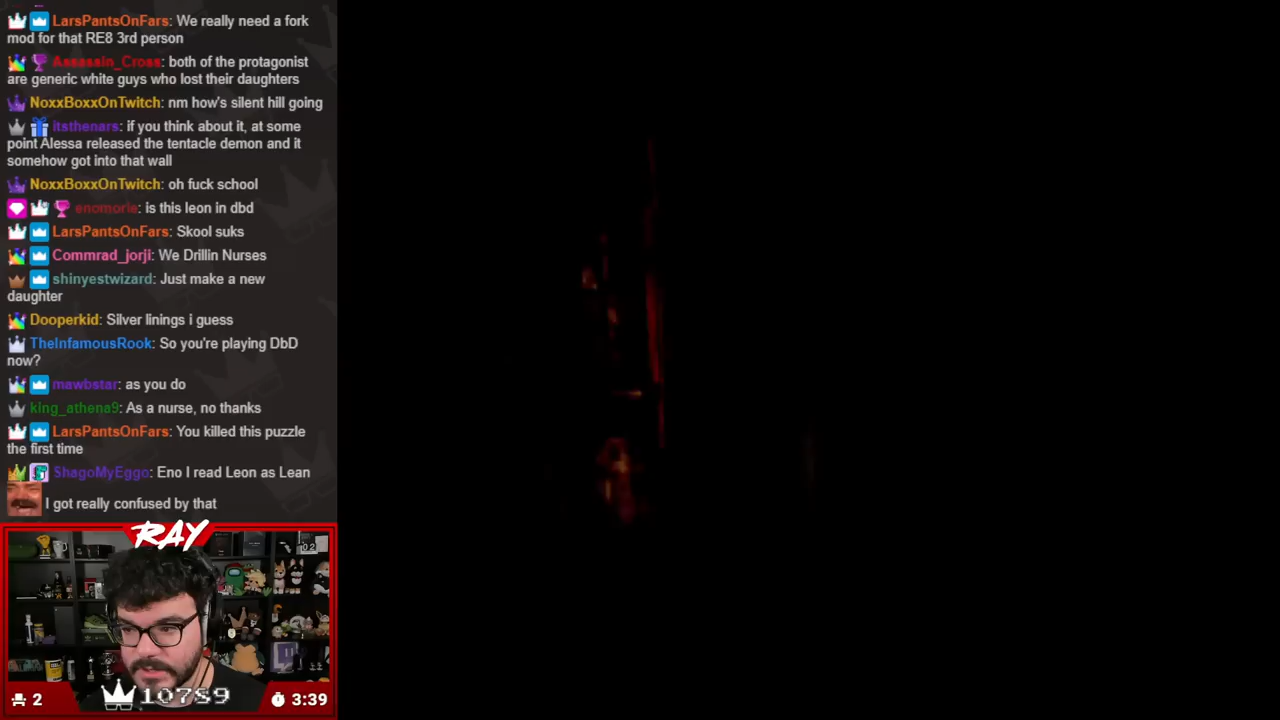 LarsPantsOnFars: We really need a fork
mod for that RE8 3rd person
Assassin_Cross: both of the protagonist
are generic white guys who lost their daughters
NoxxBoxxOnTwitch: nm how's silent hill going
itsthenars: if you think about it, at some
point Alessa released the tentacle demon and it
somehow got into that wall
NoxxBoxxOnTwitch: oh fuck school
enomorie: is this leon in dbd
LarsPantsOnFars: Skool suks
Commrad_jorji: We Drillin Nurses
shinyestwizard: Just make a new
daughter
Dooperkid: Silver linings i guess
TheInfamousRook: So you're playing DbD
now?
mawbstar: as you do
king_athena9: As a nurse, no thanks
LarsPantsOnFars: You killed this puzzle
the first time
ShagoMyEggo: Eno I read Leon as Lean
I got really confused by that
RAY
2
10789
3:39